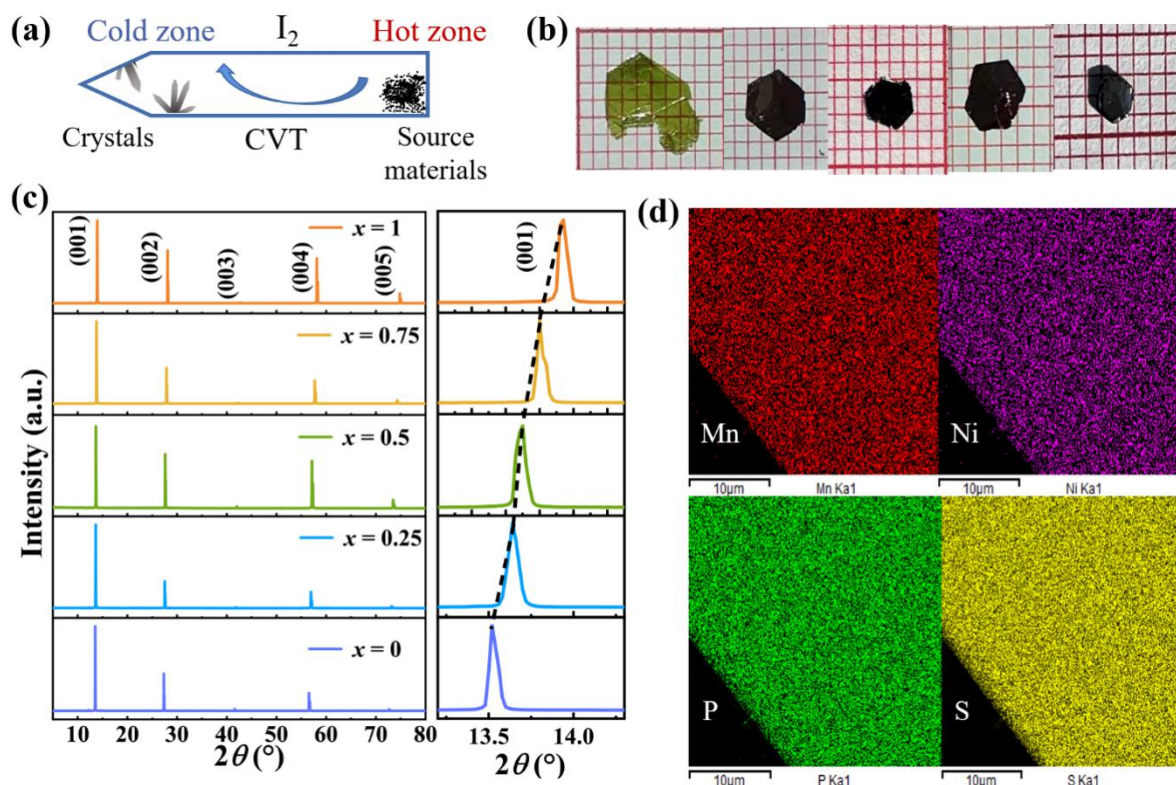 (a)
Cold zone
I₂
Hot zone
Crystals
CVT
Source
materials
(b)
(c)
Intensity (a.u.)
(001)
(002)
(003)
(004)
(005)
x = 1
x = 0.75
x = 0.5
x = 0.25
x = 0
10 20 30 40 50 60 70 80
2θ (°)
(001)
13.5 14.0
2θ (°)
(d)
Mn
10μm
Mn Ka1
Ni
10μm
Ni Ka1
P
10μm
P Ka1
S
10μm
S Ka1